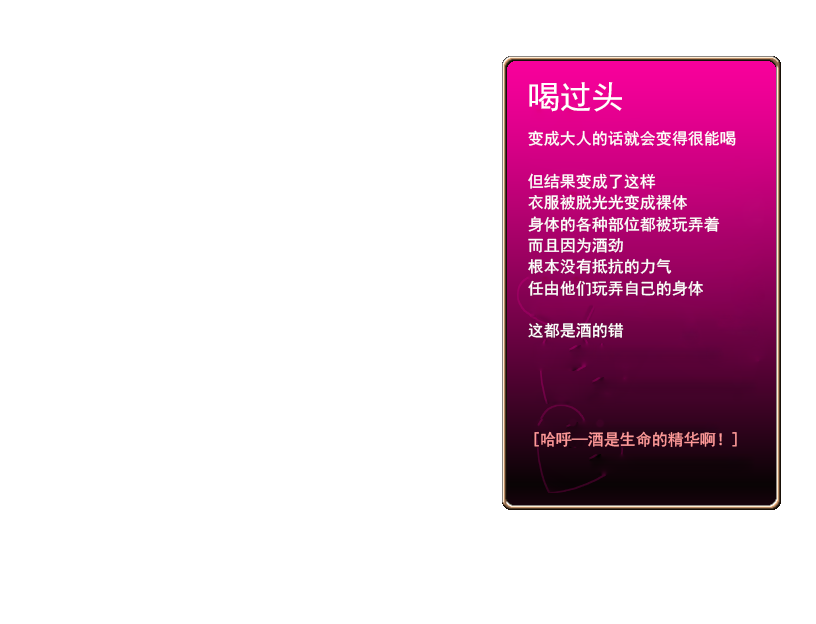 喝过头
变成大人的话就会变得很能喝
但结果变成了这样
衣服被脱光光变成裸体
身体的各种部位都被玩弄着
而且因为酒劲
根本没有抵抗的力气
任由他们玩弄自己的身体
这都是酒的错
[哈呼—酒是生命的精华啊！]